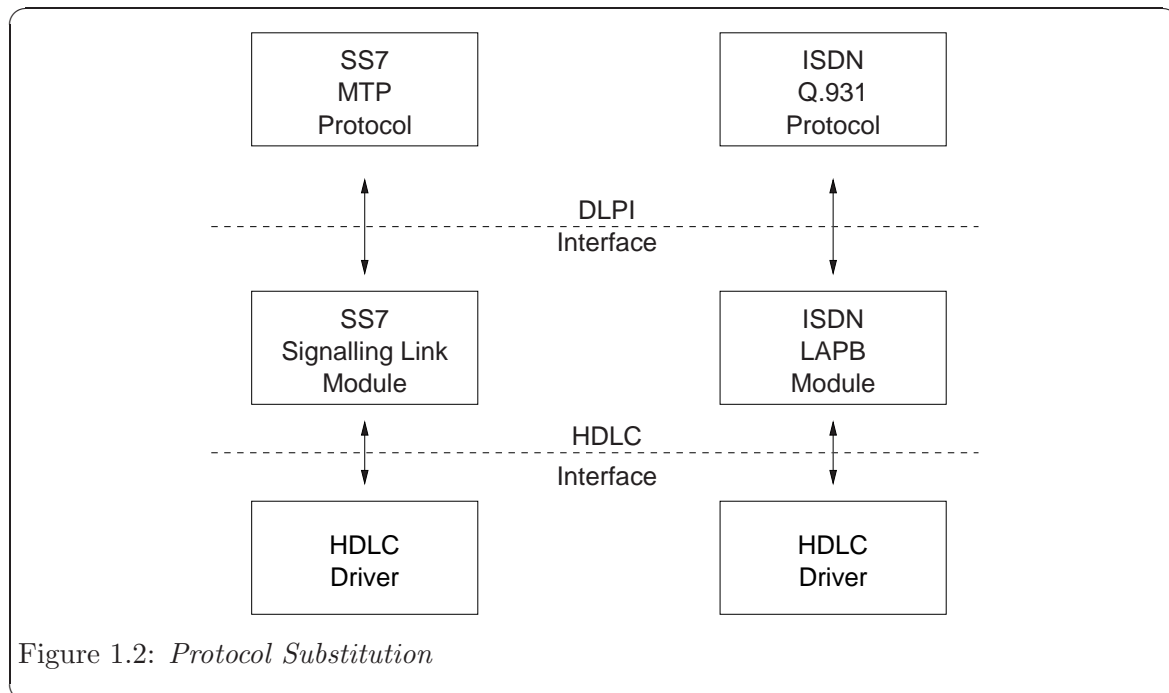 SS7
MTP
Protocol
ISDN
Q.931
Protocol
DLPI
Interface
SS7
Signalling Link
Module
ISDN
LAPB
Module
HDLC
Interface
HDLC
Driver
HDLC
Driver
Figure 1.2: Protocol Substitution